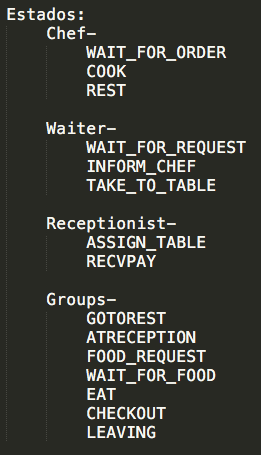 Estados:
Chef-
WAIT_FOR_ORDER
COOK
REST
Waiter-
WAIT_FOR_REQUEST
INFORM_CHEF
TAKE_TO_TABLE
Receptionist-
ASSIGN_TABLE
RECVPAY
Groups-
GOTOREST
ATRECEPTION
FOOD_REQUEST
WAIT_FOR_FOOD
EAT
CHECKOUT
LEAVING